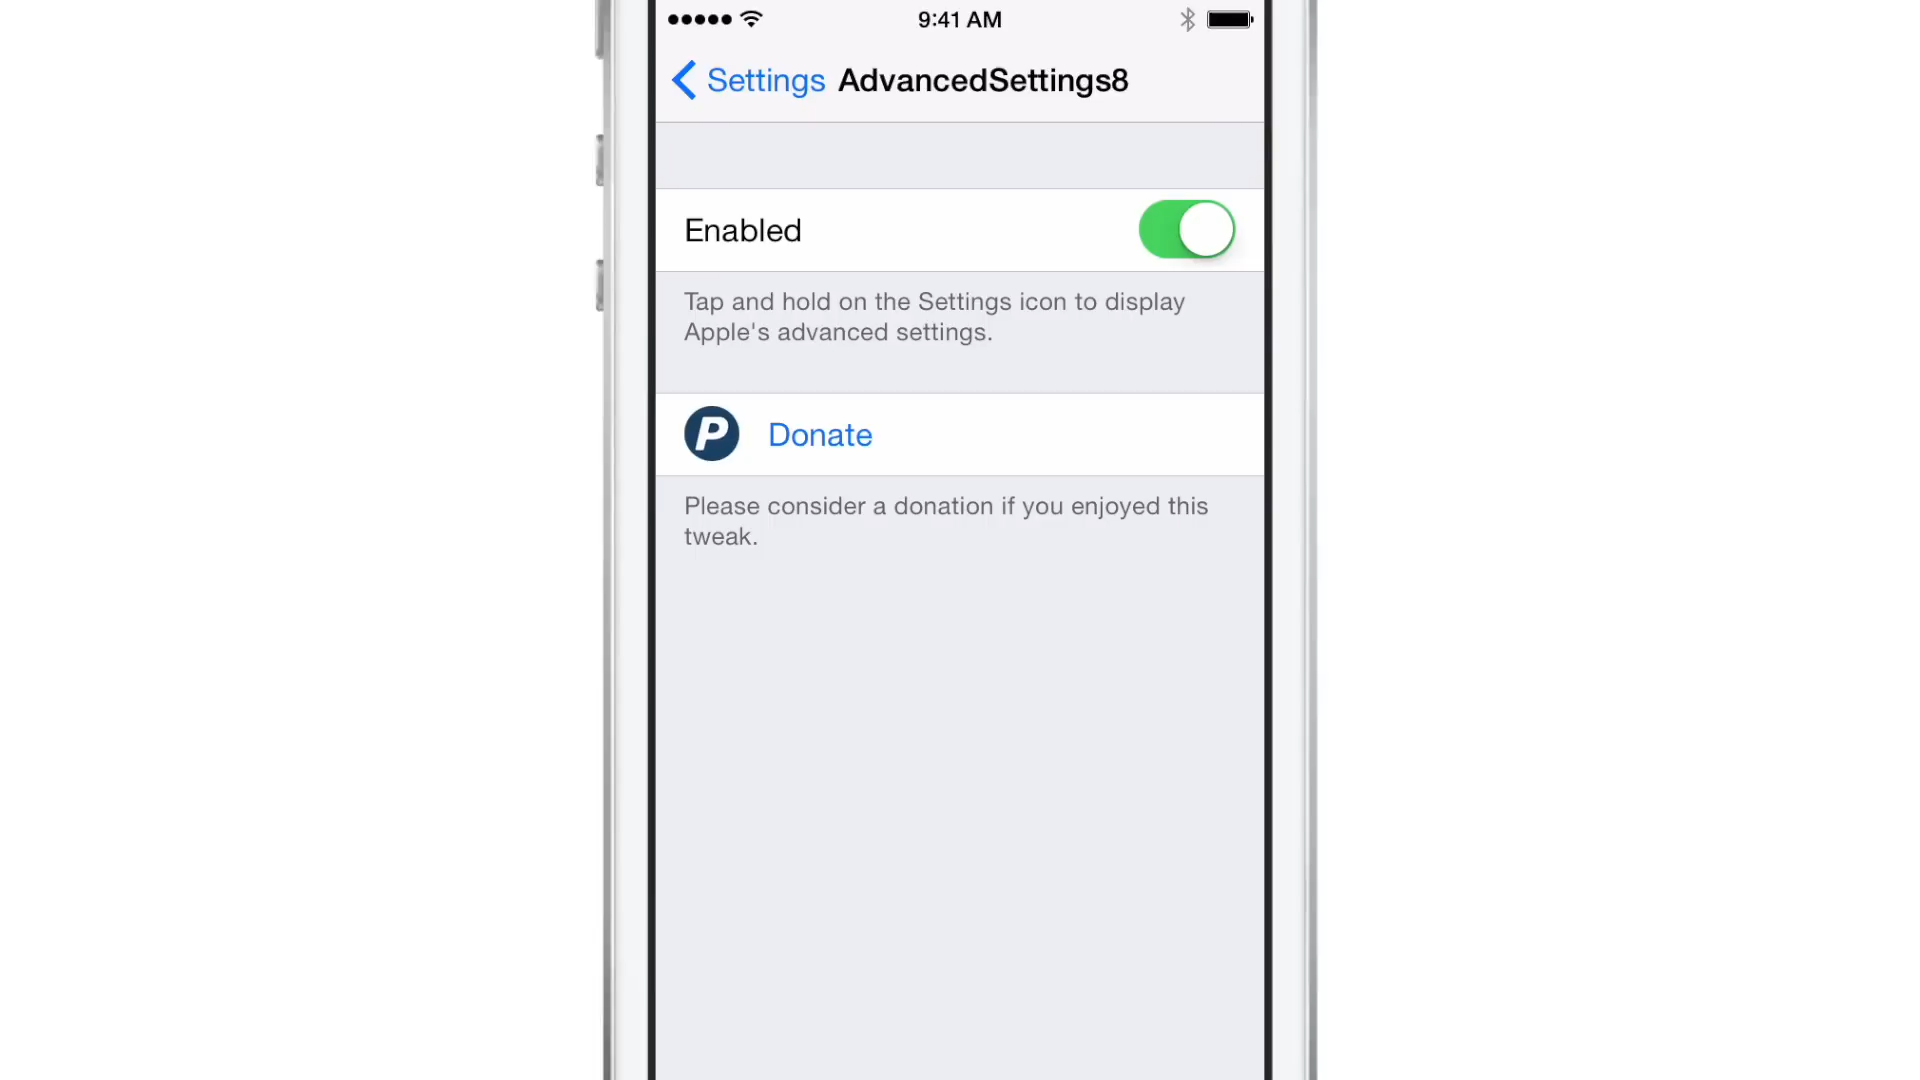 9:41 AM
Settings AdvancedSettings8
Enabled
Tap and hold on the Settings icon to display
Apple's advanced settings.
P Donate
Please consider a donation if you enjoyed this
tweak.